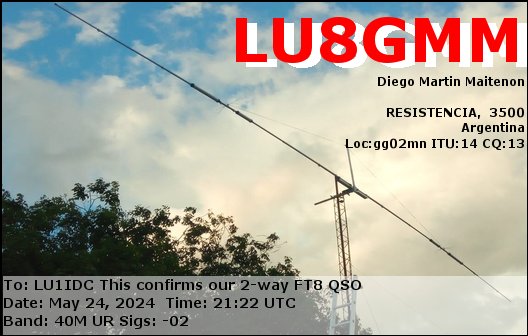 LU8GMM
Diego Martin Maitenon
RESISTENCIA, 3500
Argentina
Loc:gg02mn ITU:14 CQ:13
To: LU1IDC This confirms our 2-way FT8 QSO
Date: May 24, 2024 Time: 21:22 UTC
Band: 40M UR Sigs: -02